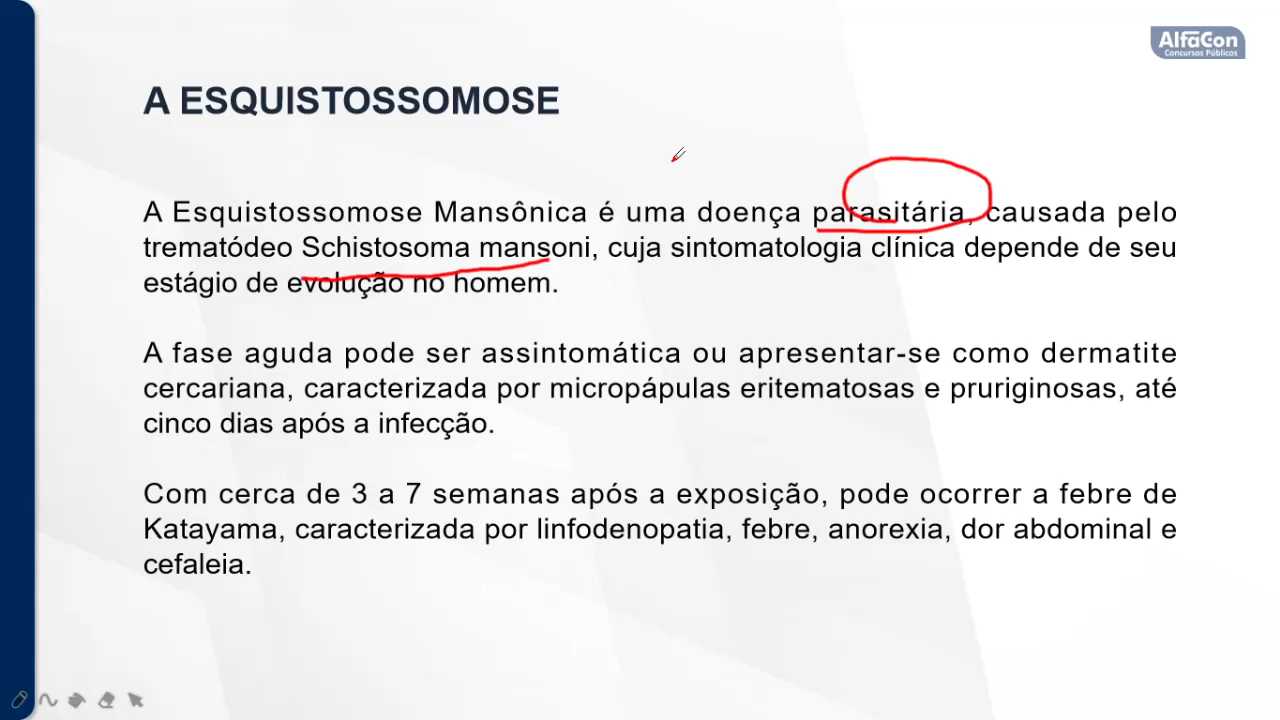 AlfaCon
Concursos Públicos
A ESQUISTOSSOMOSE
A Esquistossomose Mansônica é uma doença parasitária, causada pelo
trematódeo Schistosoma mansoni, cuja sintomatologia clínica depende de seu
estágio de evolução no homem.
A fase aguda pode ser assintomática ou apresentar-se como dermatite
cercariana, caracterizada por micropápulas eritematosas e pruriginosas, até
cinco dias após a infecção.
Com cerca de 3 a 7 semanas após a exposição, pode ocorrer a febre de
Katayama, caracterizada por linfodenopatia, febre, anorexia, dor abdominal e
cefaleia.